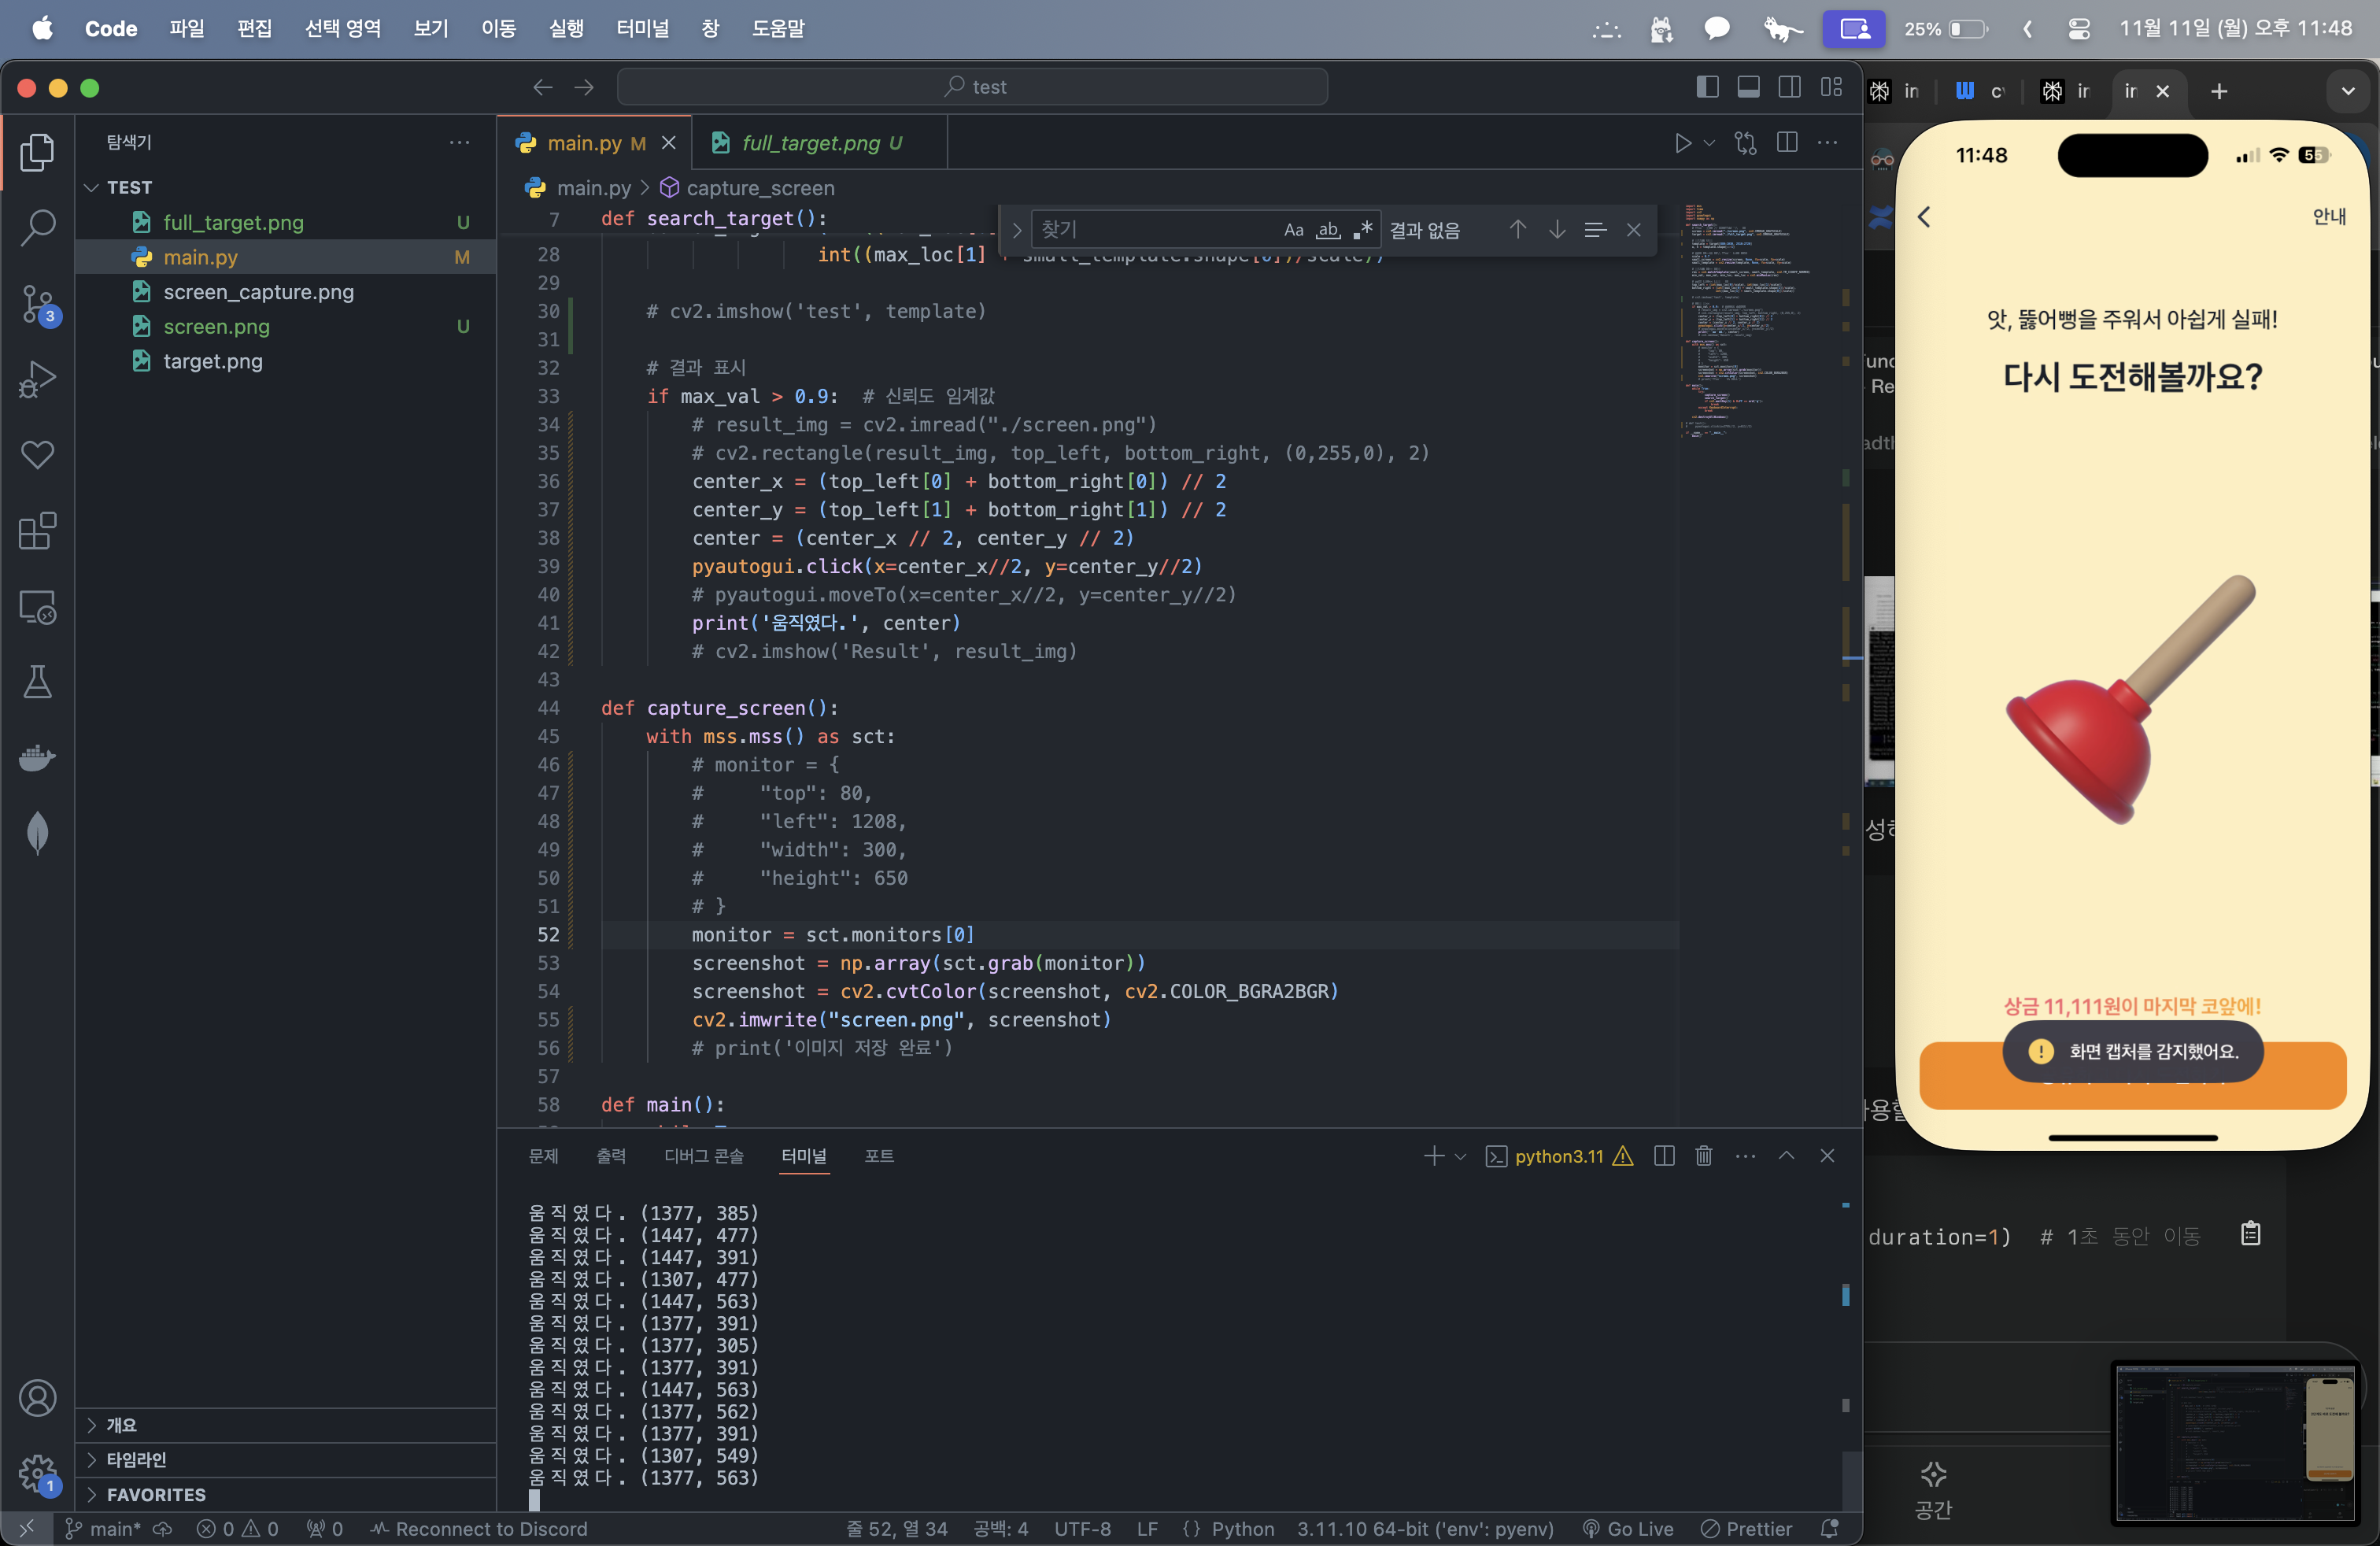 Code 파일 편집 선택 영역 보기 이동 실행 터미널 창 도움말 25% 11월 11일 (월) 오후 11:48
test
탐색기
TEST
full_target.png U
main.py M
screen_capture.png
screen.png U
target.png
3
개요
타임라인
FAVORITES
1
main.py M full_target.png U
main.py > capture_screen
찾기 Aa ab 결과 없음
7 def search_target():
28 int((max_loc[1] + small_template.shape[0])/scale))
29
30 # cv2.imshow('test', template)
31
32 # 결과 표시
33 if max_val > 0.9: # 신뢰도 임계값
34 # result_img = cv2.imread("./screen.png")
35 # cv2.rectangle(result_img, top_left, bottom_right, (0,255,0), 2)
36 center_x = (top_left[0] + bottom_right[0]) // 2
37 center_y = (top_left[1] + bottom_right[1]) // 2
38 center = (center_x // 2, center_y // 2)
39 pyautogui.click(x=center_x//2, y=center_y//2)
40 # pyautogui.moveTo(x=center_x//2, y=center_y//2)
41 print('움직였다.', center)
42 # cv2.imshow('Result', result_img)
43
44 def capture_screen():
45 with mss.mss() as sct:
46 # monitor = {
47 # "top": 80,
48 # "left": 1208,
49 # "width": 300,
50 # "height": 650
51 # }
52 monitor = sct.monitors[0]
53 screenshot = np.array(sct.grab(monitor))
54 screenshot = cv2.cvtColor(screenshot, cv2.COLOR_BGRA2BGR)
55 cv2.imwrite("screen.png", screenshot)
56 # print('이미지 저장 완료')
57
58 def main():
문제 출력 디버그 콘솔 터미널 포트 python3.11
움직였다. (1377, 385)
움직였다. (1447, 477)
움직였다. (1447, 391)
움직였다. (1307, 477)
움직였다. (1447, 563)
움직였다. (1377, 391)
움직였다. (1377, 305)
움직였다. (1377, 391)
움직였다. (1447, 563)
움직였다. (1377, 562)
움직였다. (1377, 391)
움직였다. (1307, 549)
움직였다. (1377, 563)
main* 0 0 0 Reconnect to Discord 줄 52, 열 34 공백: 4 UTF-8 LF {} Python 3.11.10 64-bit ('env': pyenv) Go Live Prettier
in in in
11:48 55
안내
앗, 뚫어뻥을 주워서 아쉽게 실패!
다시 도전해볼까요?
상금 11,111원이 마지막 코앞에!
화면 캡처를 감지했어요.
duration=1) # 1초 동안 이동
공간